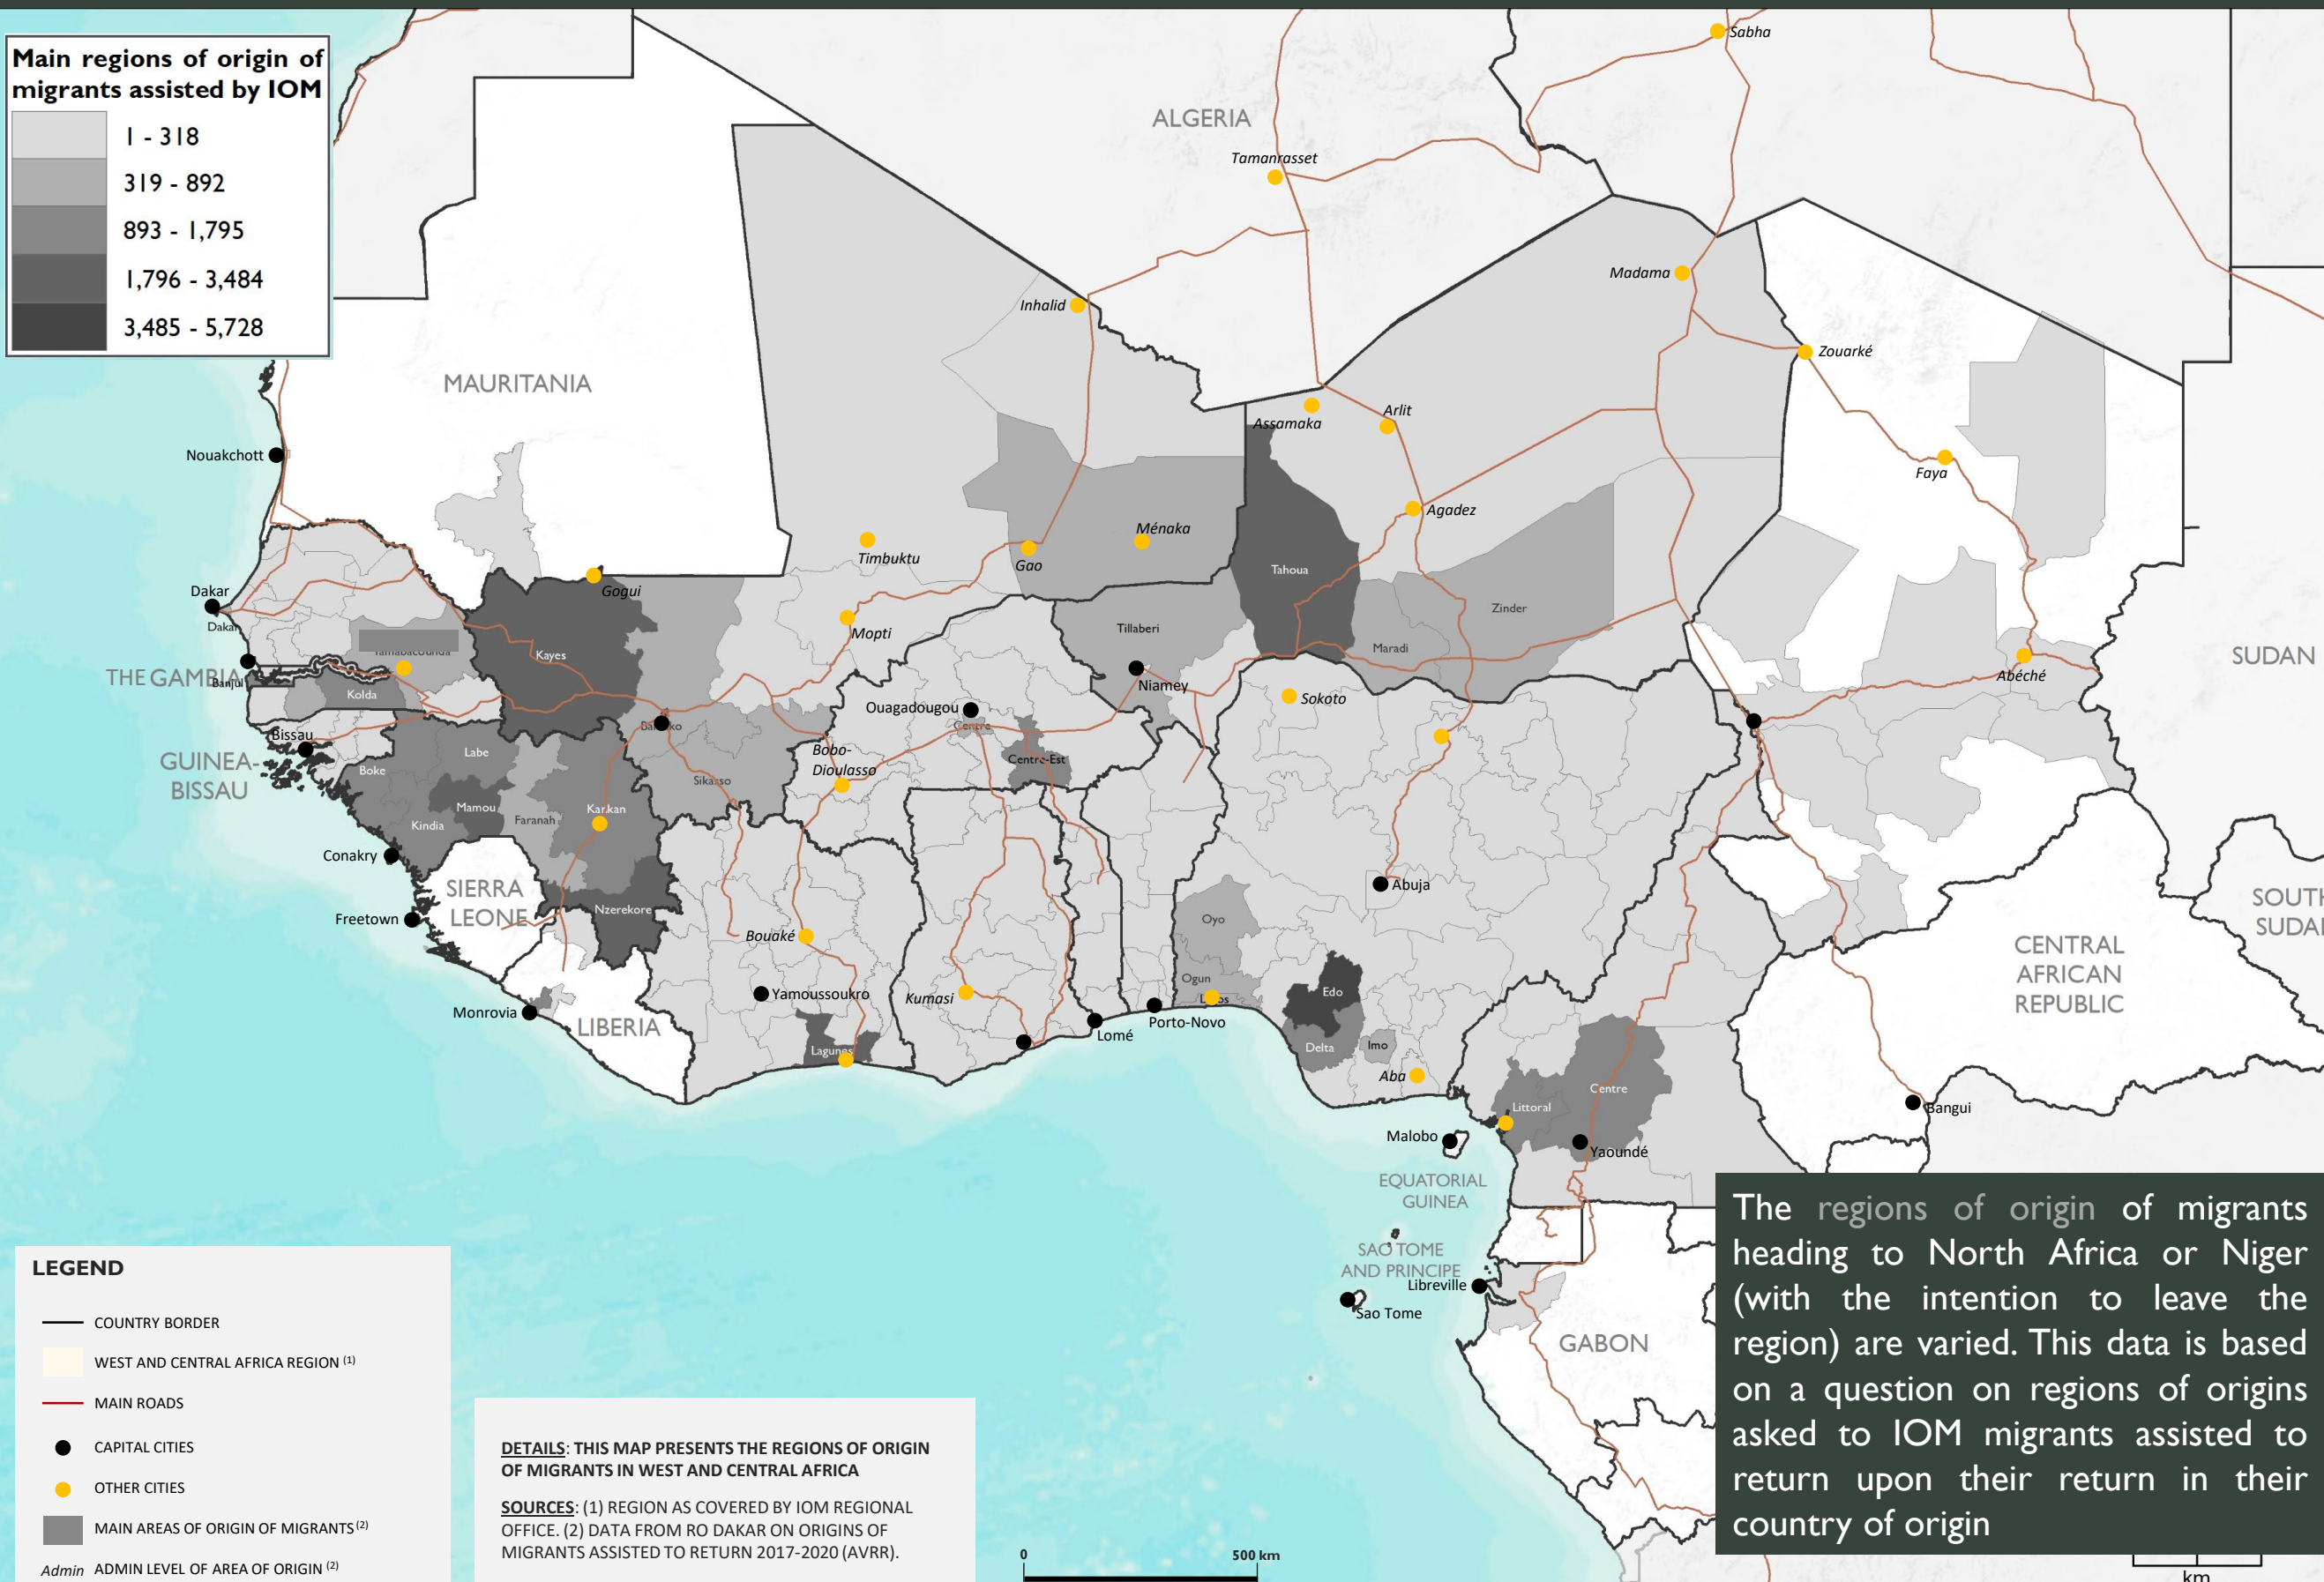 Main regions of origin of
migrants assisted by IOM
1 - 318
319 - 892
893 - 1,795
1,796 - 3,484
3,485 - 5,728
Sabha
ALGERIA
Tamanrasset
Madama
Inhalid
Zouarké
MAURITANIA
Assamaka
Arlit
Nouakchott
Faya
Agadez
Ménaka
Timbuktu
Gao
Tahoua
Gogui
Dakar
Dakar
Zinder
Mopti
Tillaberi
Maradi
Kayes
Tambacounda
SUDAN
THE GAMBIA
Banjul
Kolda
Niamey
Abéché
Sokoto
Ouagadougou
Centre
Bamako
Bissau
Labe
Bobo-
Dioulasso
Centre-Est
GUINEA-
BISSAU
Boke
Sikasso
Mamou
Kankan
Faranah
Kindia
Conakry
SIERRA
LEONE
Abuja
Nzerekore
Freetown
Oyo
SOUTH
SUDAN
Bouaké
CENTRAL
AFRICAN
REPUBLIC
Ogun
Edo
Yamoussoukro
Kumasi
Lagos
Monrovia
LIBERIA
Lomé
Porto-Novo
Lagunes
Delta
Imo
Aba
Centre
Littoral
Bangui
Malobo
Yaoundé
EQUATORIAL
GUINEA
SAO TOME
AND PRINCIPE
Libreville
Sao Tome
GABON
The regions of origin of migrants
heading to North Africa or Niger
(with the intention to leave the
region) are varied. This data is based
on a question on regions of origins
asked to IOM migrants assisted to
return upon their return in their
country of origin
LEGEND
COUNTRY BORDER
WEST AND CENTRAL AFRICA REGION (1)
MAIN ROADS
CAPITAL CITIES
OTHER CITIES
MAIN AREAS OF ORIGIN OF MIGRANTS (2)
Admin ADMIN LEVEL OF AREA OF ORIGIN (2)
DETAILS: THIS MAP PRESENTS THE REGIONS OF ORIGIN
OF MIGRANTS IN WEST AND CENTRAL AFRICA
SOURCES: (1) REGION AS COVERED BY IOM REGIONAL
OFFICE. (2) DATA FROM RO DAKAR ON ORIGINS OF
MIGRANTS ASSISTED TO RETURN 2017-2020 (AVRR).
0 500 km
km